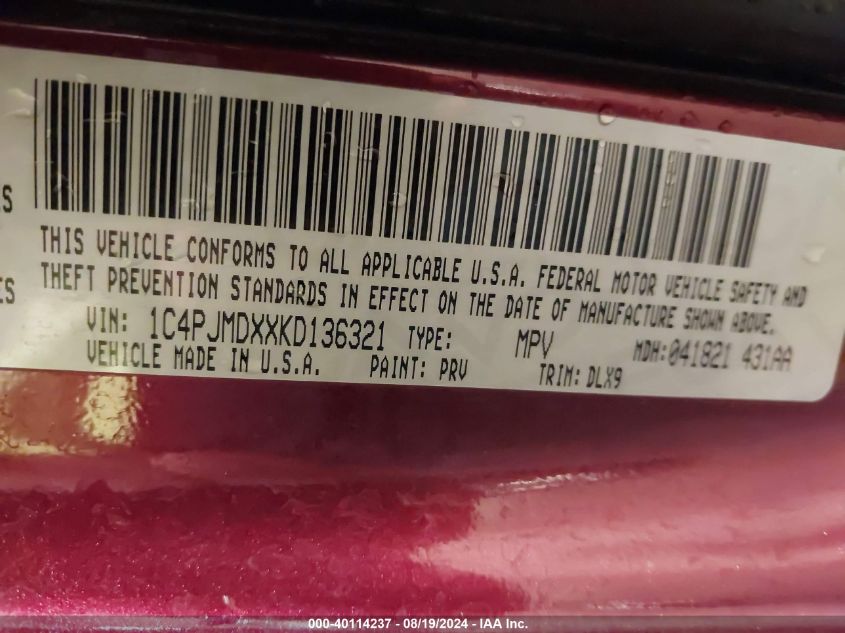 THIS VEHICLE CONFORMS TO ALL APPLICABLE U.S.A. FEDERAL MOTOR VEHICLE SAFETY AND
THEFT PREVENTION STANDARDS IN EFFECT ON THE DATE OF MANUFACTURE SHOWN ABOVE.
VIN: 1C4PJMDXXKD136321 TYPE: MPV MDH:041821 431AA
VEHICLE MADE IN U.S.A. PAINT: PRV TRIM: DLX9
000-40114237 - 08/19/2024 - IAA Inc.